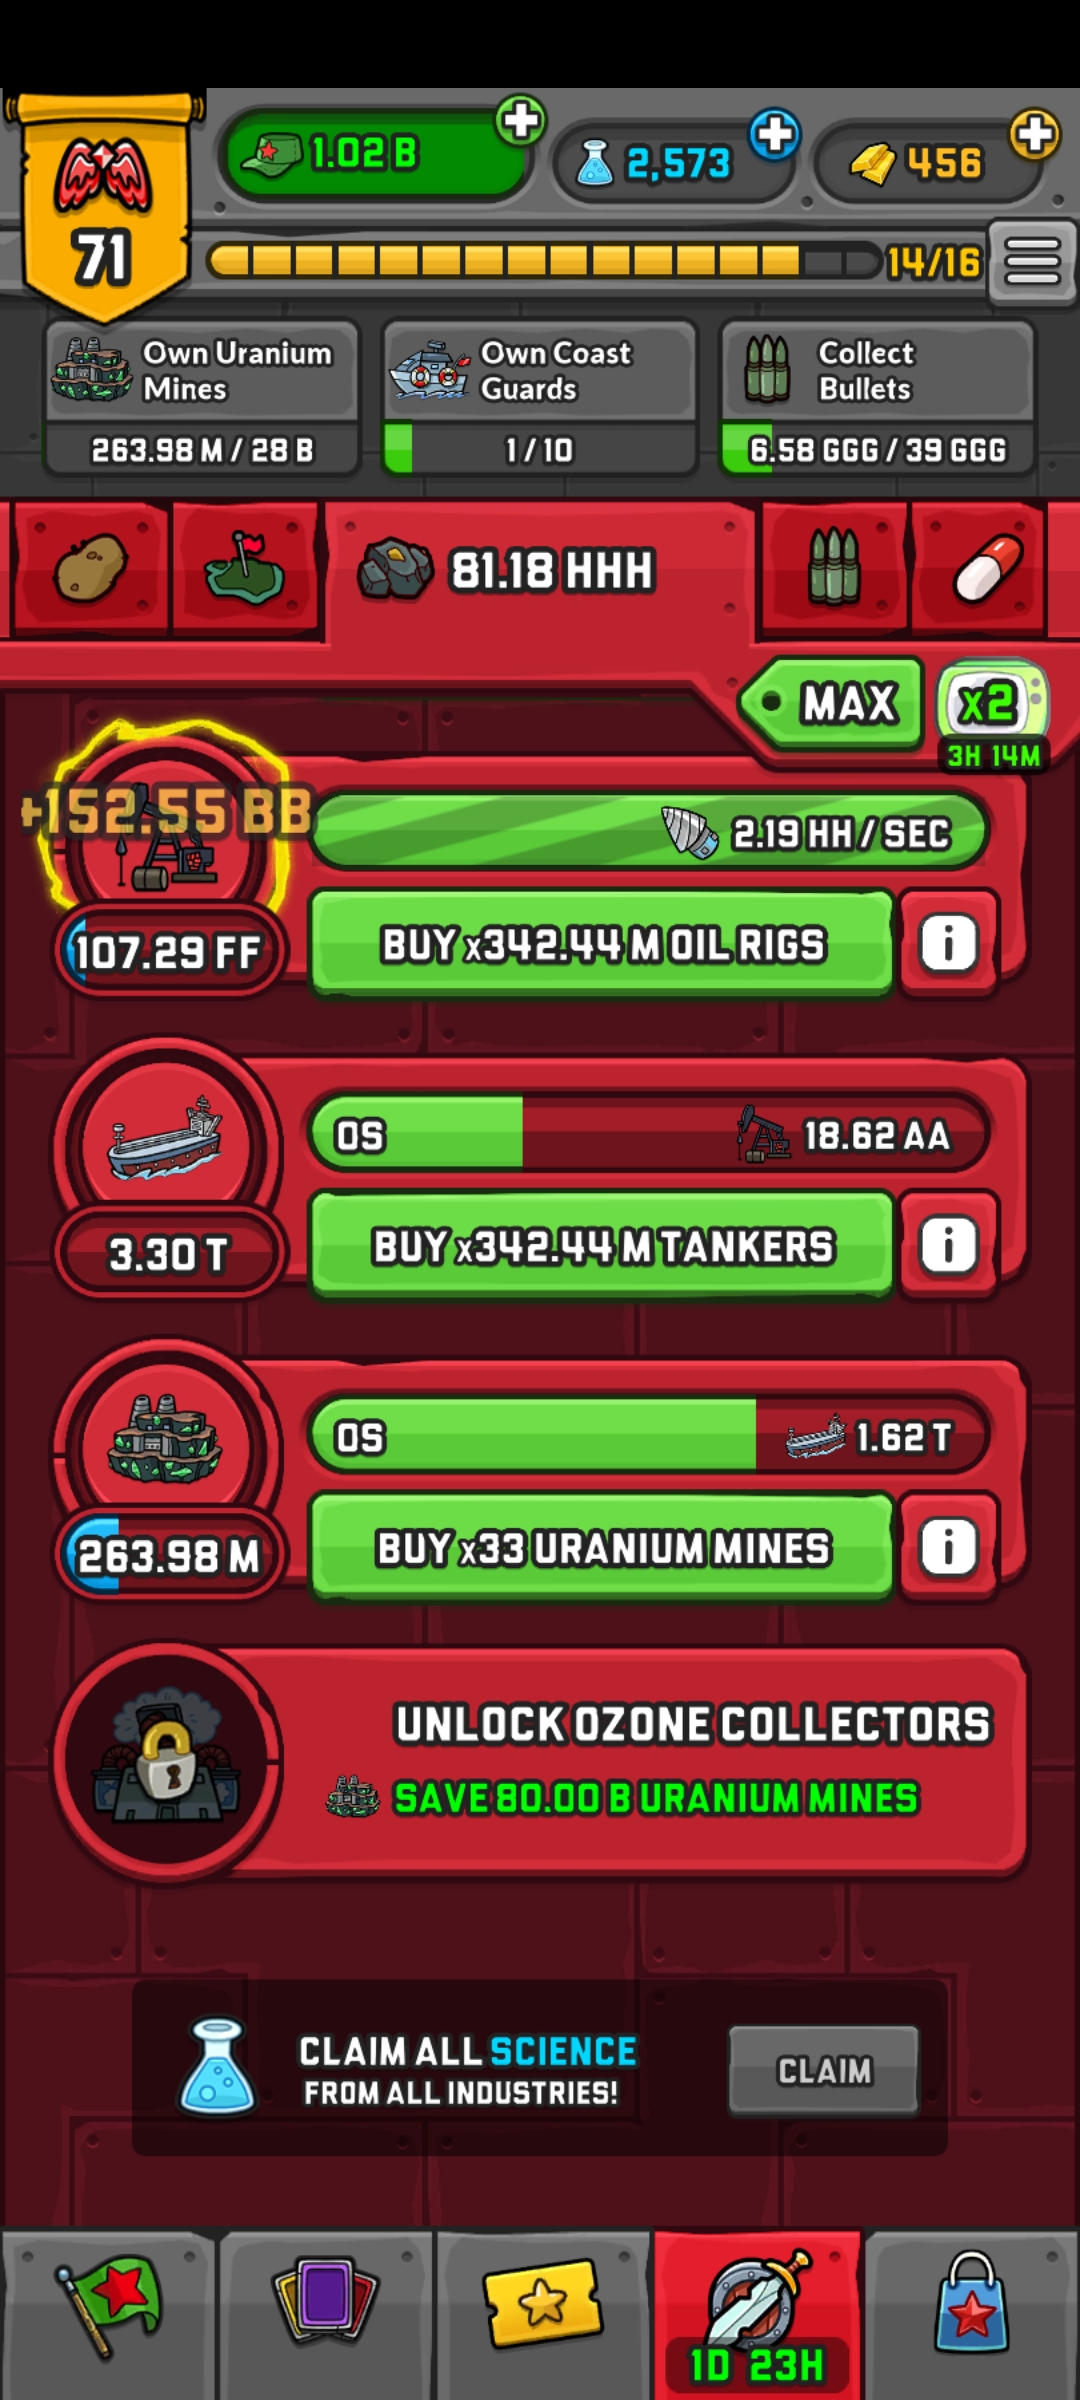 71
1.02 B
2,573
456
14/16
Own Uranium
Mines
263.98 M / 28 B
Own Coast
Guards
1 / 10
Collect
Bullets
6.58 GGG / 39 GGG
81.18 HHH
MAX
x2
3H 14M
+152.55 BB
2.19 HH / SEC
107.29 FF
BUY x342.44 M OIL RIGS
i
0S
18.62 AA
3.30 T
BUY x342.44 M TANKERS
i
0S
1.62 T
263.98 M
BUY x33 URANIUM MINES
i
UNLOCK OZONE COLLECTORS
SAVE 80.00 B URANIUM MINES
CLAIM ALL SCIENCE
FROM ALL INDUSTRIES!
CLAIM
1D 23H